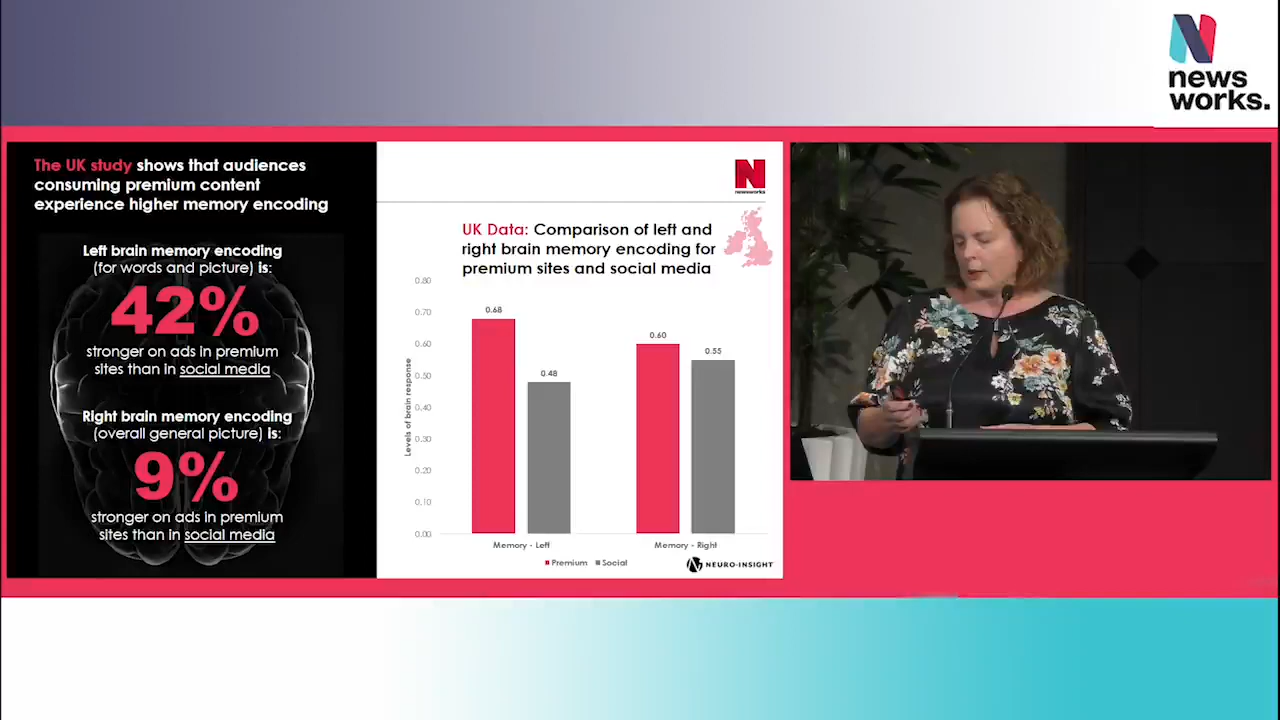 news
works.
The UK study shows that audiences
consuming premium content
experience higher memory encoding
Left brain memory encoding
(for words and picture) is:
42%
stronger on ads in premium
sites than in social media
Right brain memory encoding
(overall general picture) is:
9%
stronger on ads in premium
sites than in social media
N
newsworks
UK Data: Comparison of left and
right brain memory encoding for
premium sites and social media
Levels of brain response
0.80
0.70
0.60
0.50
0.40
0.30
0.20
0.10
0.00
0.68
0.48
0.60
0.55
Memory - Left
Memory - Right
Premium
Social
NEURO-INSIGHT